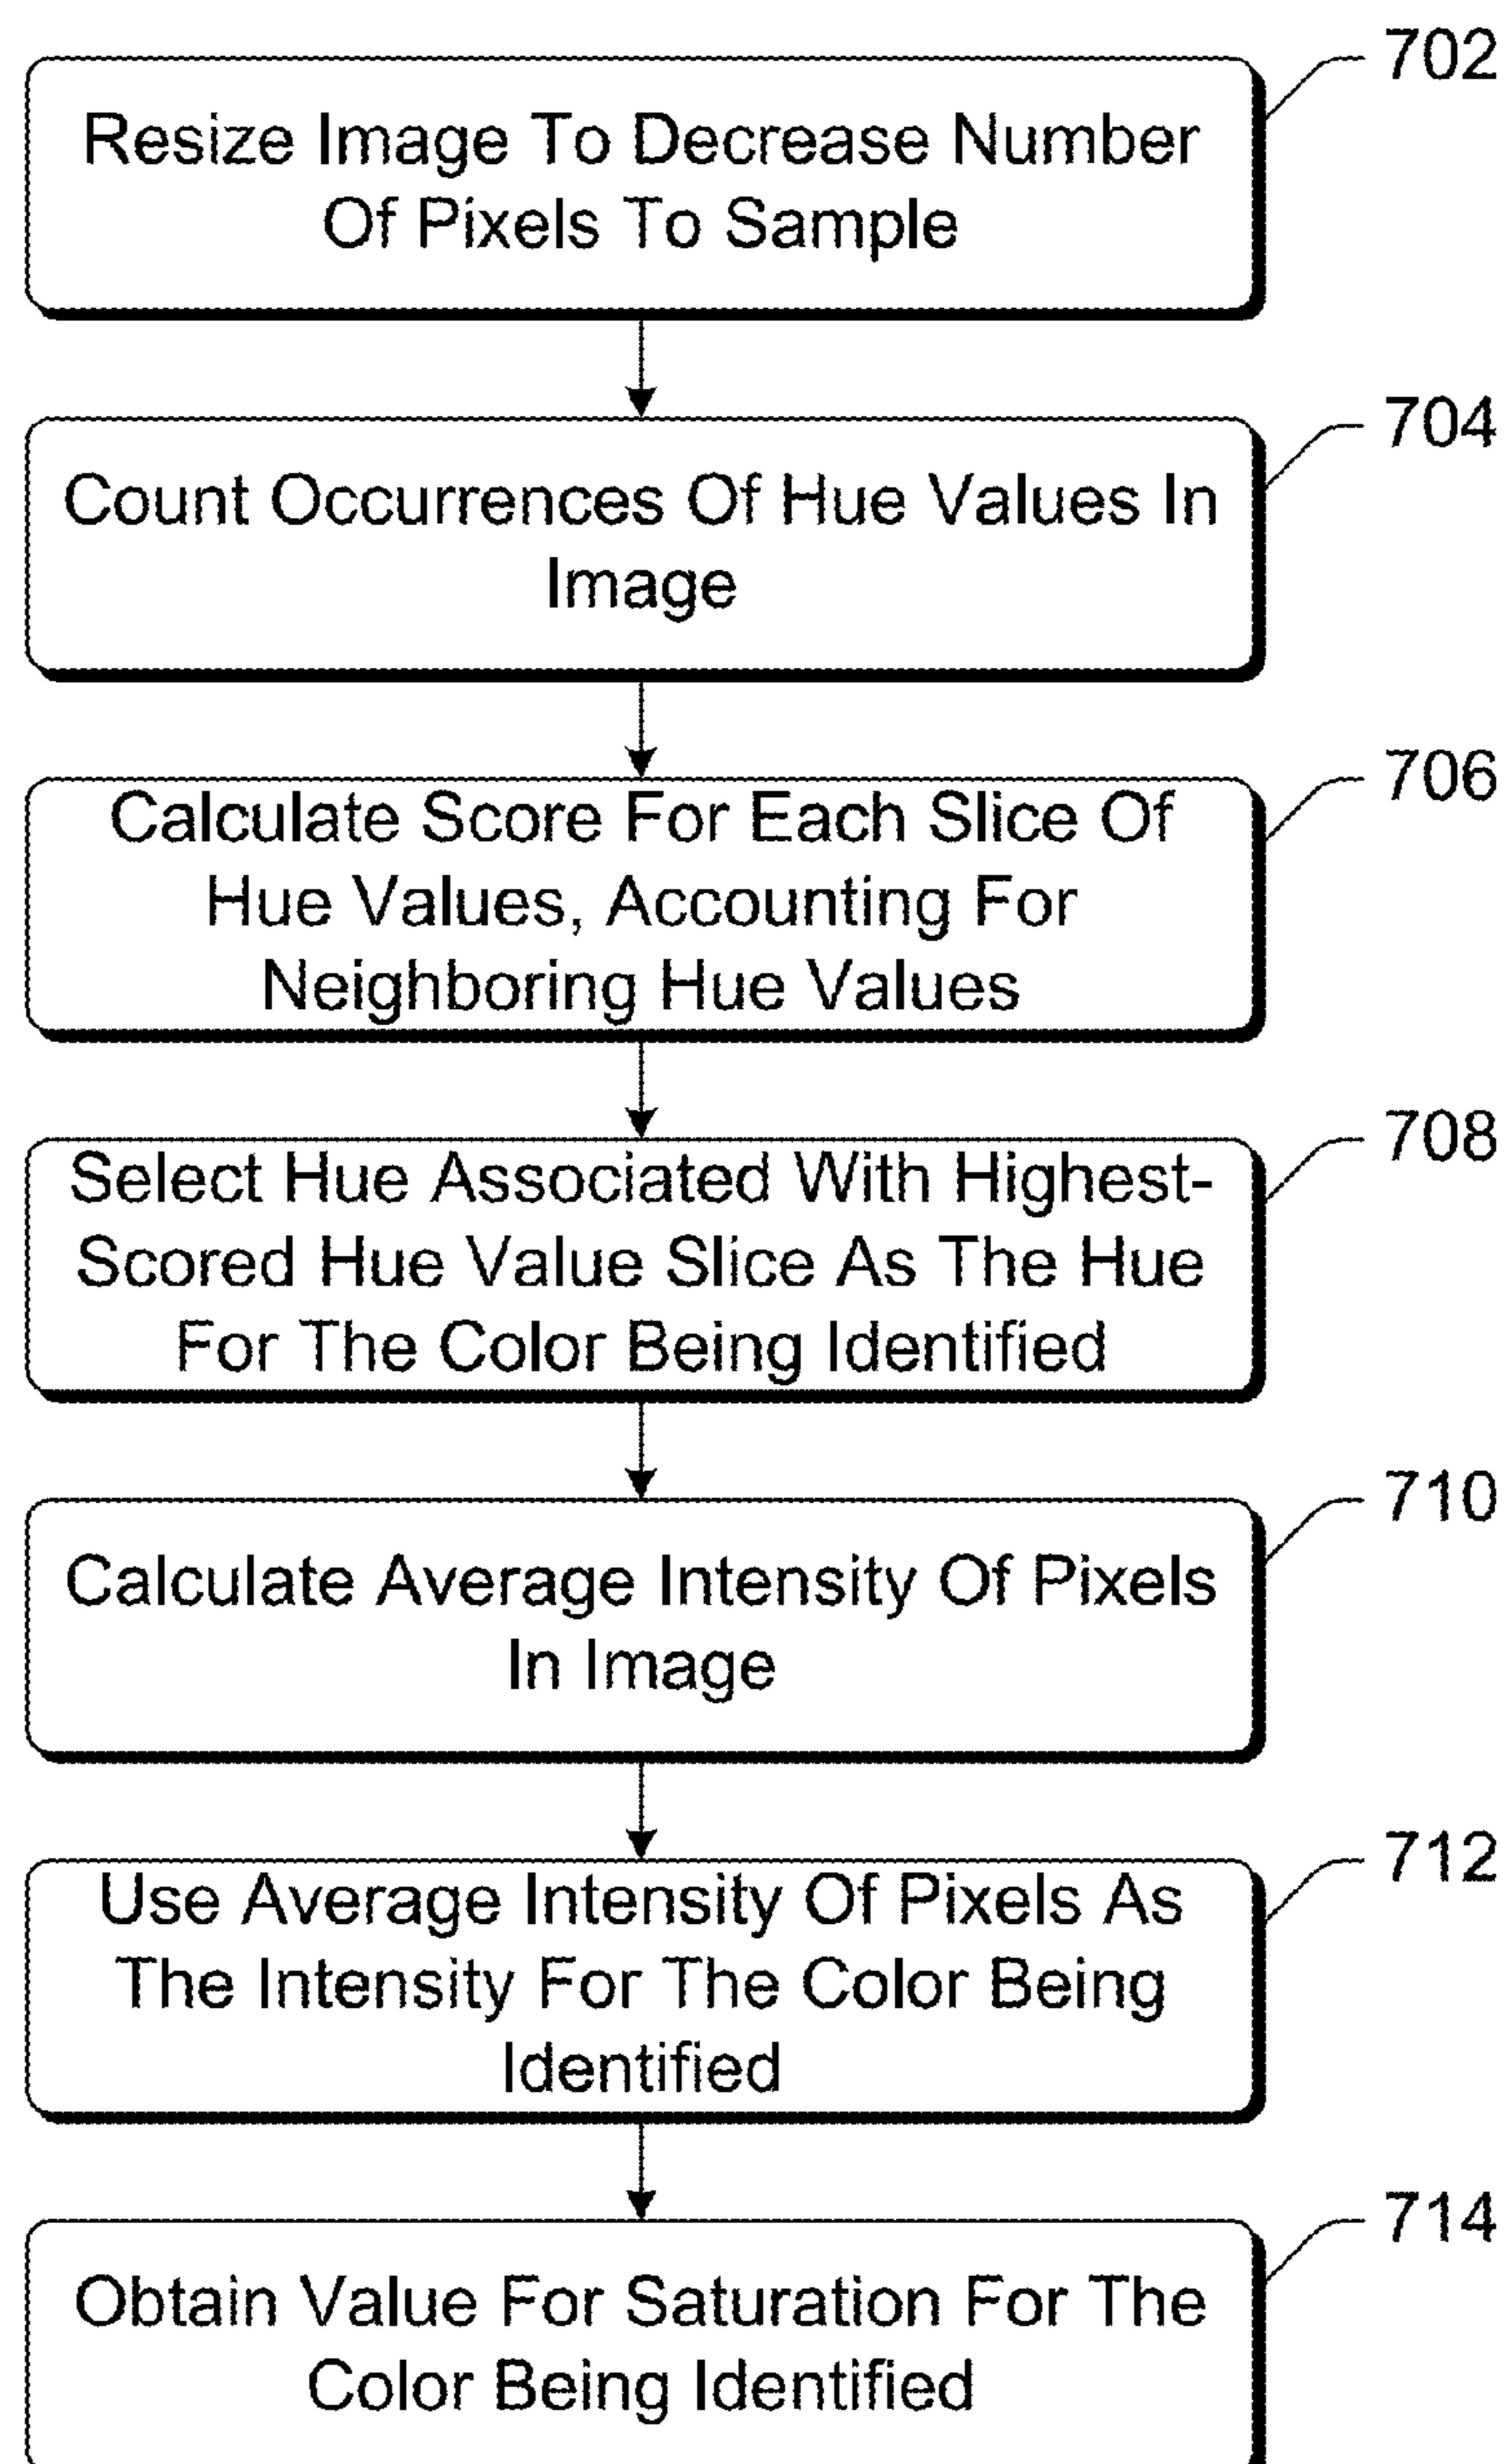 702
Resize Image To Decrease Number
Of Pixels To Sample
704
Count Occurrences Of Hue Values In
Image
706
Calculate Score For Each Slice Of
Hue Values, Accounting For
Neighboring Hue Values
708
Select Hue Associated With Highest-
Scored Hue Value Slice As The Hue
For The Color Being Identified
710
Calculate Average Intensity Of Pixels
In Image
712
Use Average Intensity Of Pixels As
The Intensity For The Color Being
Identified
714
Obtain Value For Saturation For The
Color Being Identified